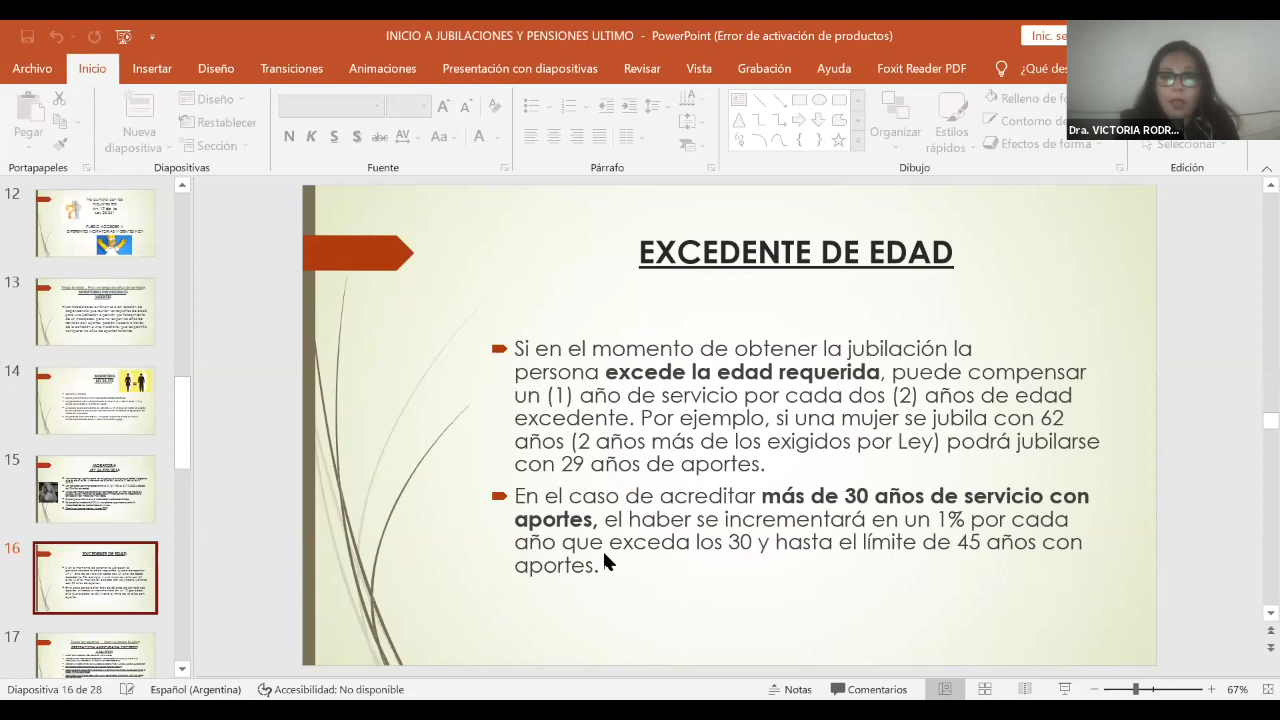 INICIO A JUBILACIONES Y PENSIONES ULTIMO - PowerPoint (Error de activación de productos)
Inic. se
Archivo Inicio Insertar Diseño Transiciones Animaciones Presentación con diapositivas Revisar Vista Grabación Ayuda Foxit Reader PDF ¿Qué des
Dra. VICTORIA RODR...
Pegar
Nueva
diapositiva
Diseño
Restablecer
Sección
N K S abc AV Aa A
Organizar
Estilos
rápidos
Relleno de fo
Contorno de
Efectos de forma
Seleccionar
Portapapeles Diapositivas Fuente Párrafo Dibujo Edición
12
13
14
15
16
EXCEDENTE DE EDAD
17
EXCEDENTE DE EDAD
Si en el momento de obtener la jubilación la
persona excede la edad requerida, puede compensar
un (1) año de servicio por cada dos (2) años de edad
excedente. Por ejemplo, si una mujer se jubila con 62
años (2 años más de los exigidos por Ley) podrá jubilarse
con 29 años de aportes.
En el caso de acreditar más de 30 años de servicio con
aportes, el haber se incrementará en un 1% por cada
año que exceda los 30 y hasta el límite de 45 años con
aportes.
Diapositiva 16 de 28 Español (Argentina) Accesibilidad: No disponible Notas Comentarios 67%